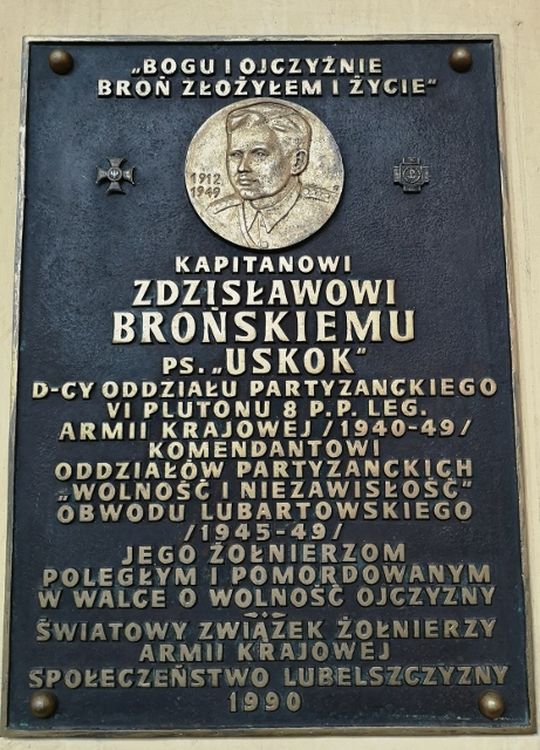 „BOGU I OJCZYŹNIE
BROŃ ZŁOŻYŁEM I ŻYCIE"
1912
1949
KAPITANOWI
ZDZISŁAWOWI
BROŃSKIEMU
PS. „USKOK"
D-CY ODDZIAŁU PARTYZANCKIEGO
VI PLUTONU 8 P.P. LEG.
ARMII KRAJOWEJ /1940-49/
KOMENDANTOWI
ODDZIAŁÓW PARTYZANCKICH
„WOLNOŚĆ I NIEZAWISŁOŚĆ"
OBWODU LUBARTOWSKIEGO
/1945-49/
JEGO ŻOŁNIERZOM
POLEGŁYM I POMORDOWANYM
W WALCE O WOLNOŚĆ OJCZYZNY
ŚWIATOWY ZWIĄZEK ŻOŁNIERZY
ARMII KRAJOWEJ
SPOŁECZEŃSTWO LUBELSZCZYZNY
1990